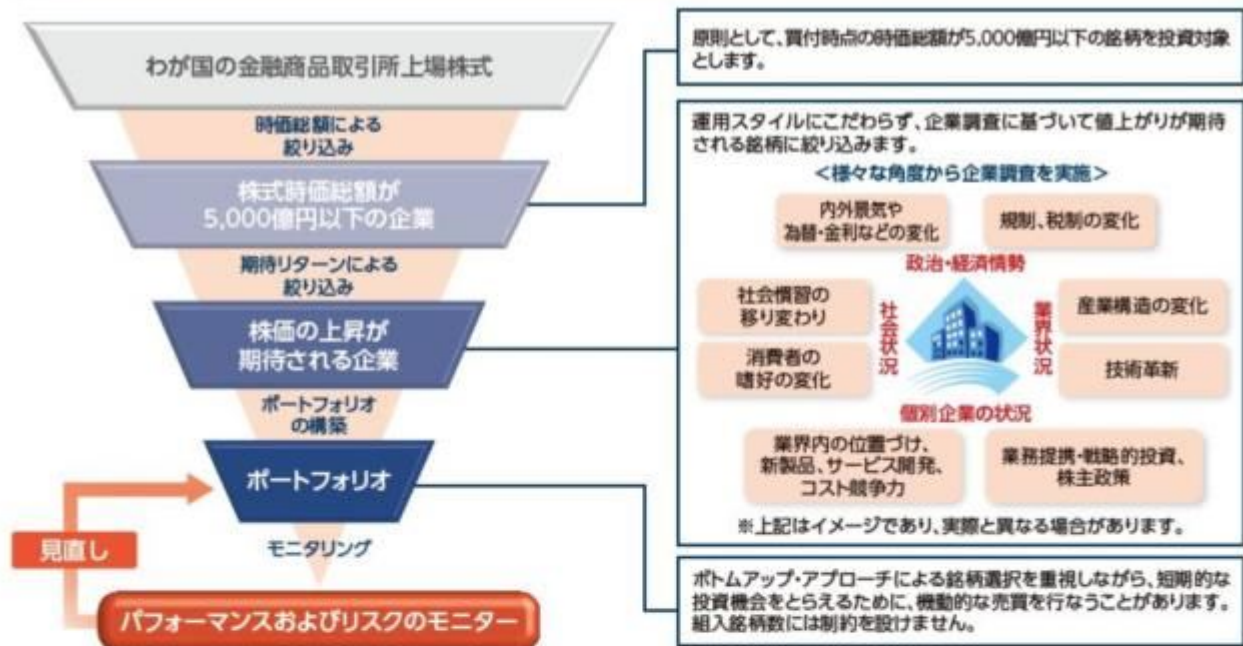 わが国の金融商品取引所上場株式
時価総額による
絞り込み
株式時価総額が
5,000億円以下の企業
期待リターンによる
絞り込み
株価の上昇が
期待される企業
ポートフォリオ
の構築
ポートフォリオ
モニタリング
見直し
パフォーマンスおよびリスクのモニター
原則として、買付時点の時価総額が5,000億円以下の銘柄を投資対象
とします。
運用スタイルにこだわらず、企業調査に基づいて値上がりが期待
される銘柄に絞り込みます。
<様々な角度から企業調査を実施>
内外景気や
為替・金利などの変化
規制、税制の変化
政治・経済情勢
社会慣習の
移り変わり
消費者の
嗜好の変化
社会状況
業界状況
産業構造の変化
技術革新
個別企業の状況
業界内の位置づけ、
新製品、サービス開発、
コスト競争力
業務提携・戦略的投資、
株主政策
※上記はイメージであり、実際と異なる場合があります。
ボトムアップ・アプローチによる銘柄選択を重視しながら、短期的な
投資機会をとらえるために、機動的な売買を行なうことがあります。
組入銘柄数には制約を設けません。